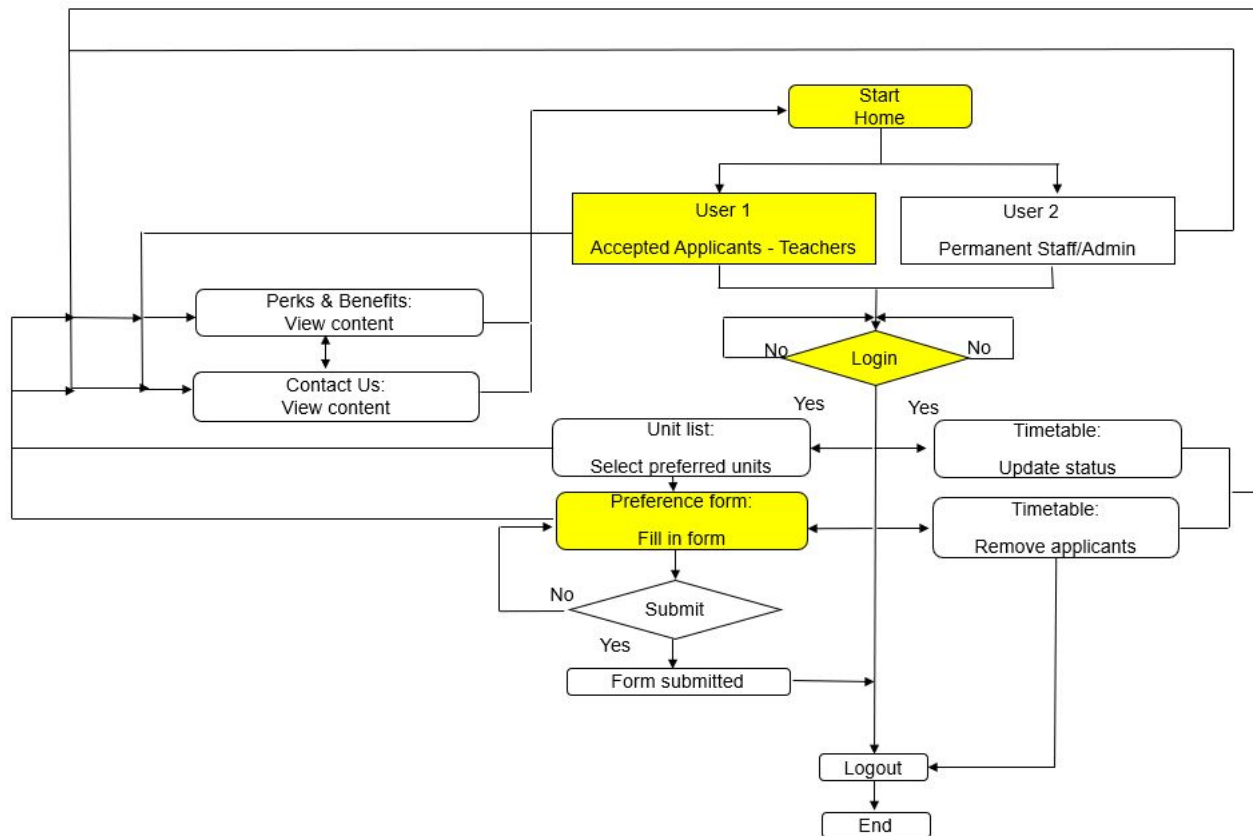 Start
Home
User 1
Accepted Applicants - Teachers
User 2
Permanent Staff/Admin
Perks & Benefits:
View content
Contact Us:
View content
No
Login
No
Yes
Yes
Unit list:
Select preferred units
Timetable:
Update status
Preference form:
Fill in form
Timetable:
Remove applicants
No
Submit
Yes
Form submitted
Logout
End